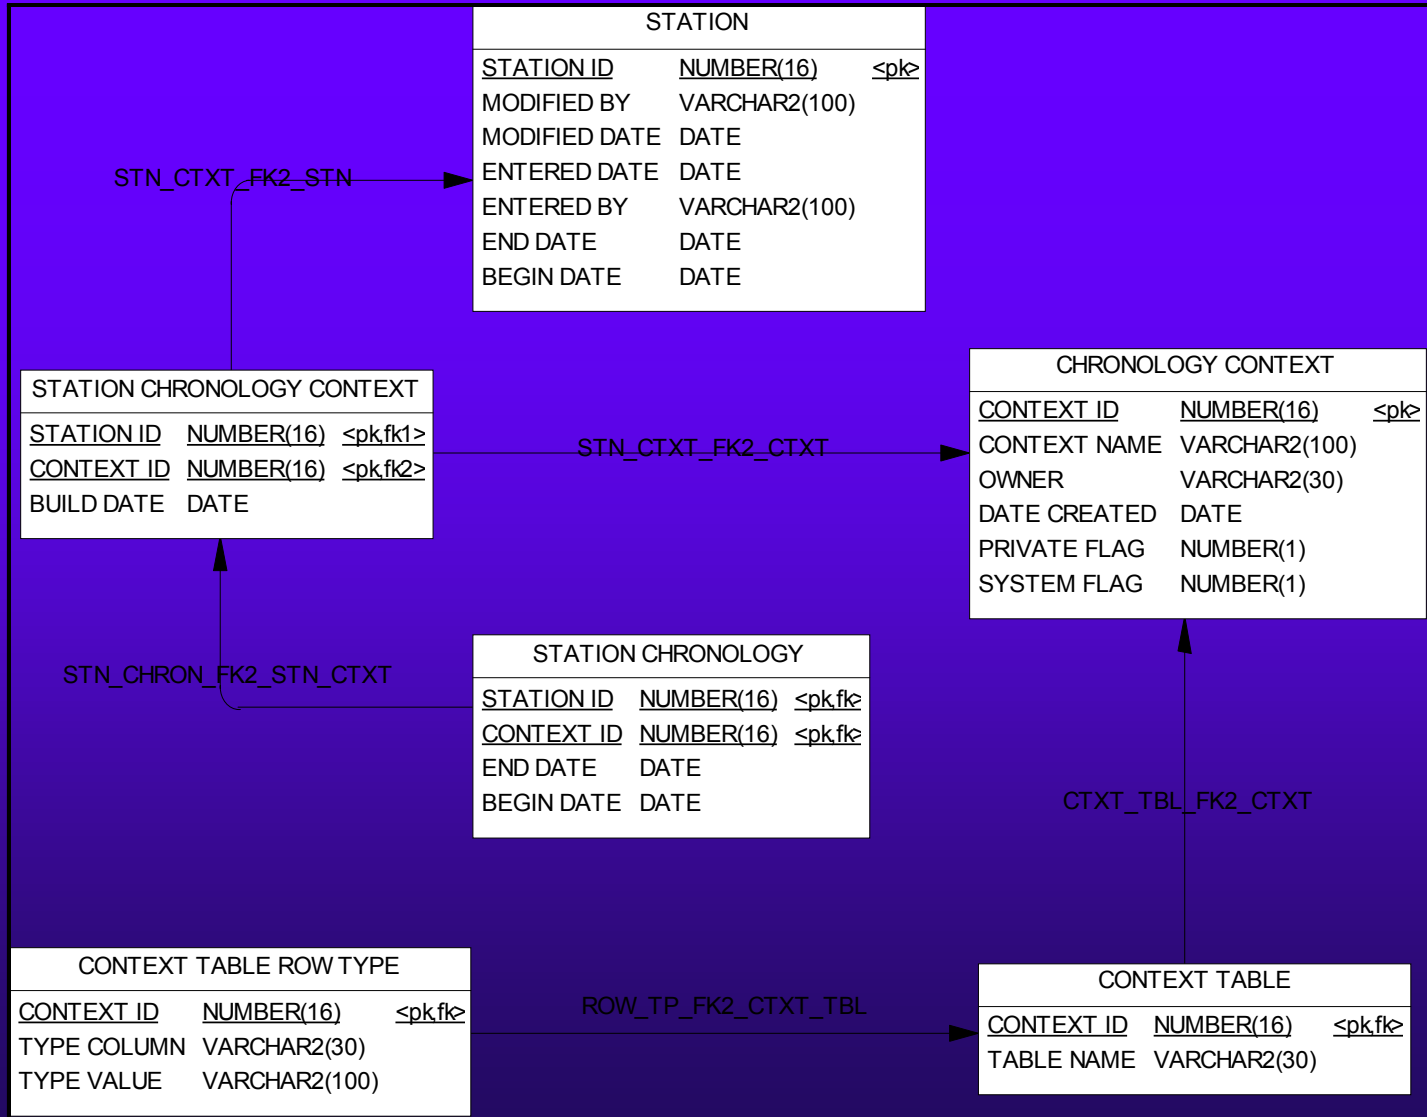 STATION
STATION ID NUMBER(16) <pk>
MODIFIED BY VARCHAR2(100)
MODIFIED DATE DATE
ENTERED DATE DATE
ENTERED BY VARCHAR2(100)
END DATE DATE
BEGIN DATE DATE
STN_CTXT_FK2_STN
STATION CHRONOLOGY CONTEXT
STATION ID NUMBER(16) <pk,fk1>
CONTEXT ID NUMBER(16) <pk,fk2>
BUILD DATE DATE
STN_CTXT_FK2_CTXT
CHRONOLOGY CONTEXT
CONTEXT ID NUMBER(16) <pk>
CONTEXT NAME VARCHAR2(100)
OWNER VARCHAR2(30)
DATE CREATED DATE
PRIVATE FLAG NUMBER(1)
SYSTEM FLAG NUMBER(1)
STN_CHRON_FK2_STN_CTXT
STATION CHRONOLOGY
STATION ID NUMBER(16) <pk,fk>
CONTEXT ID NUMBER(16) <pk,fk>
END DATE DATE
BEGIN DATE DATE
CTXT_TBL_FK2_CTXT
CONTEXT TABLE ROW TYPE
CONTEXT ID NUMBER(16) <pk,fk>
TYPE COLUMN VARCHAR2(30)
TYPE VALUE VARCHAR2(100)
ROW_TP_FK2_CTXT_TBL
CONTEXT TABLE
CONTEXT ID NUMBER(16) <pk,fk>
TABLE NAME VARCHAR2(30)